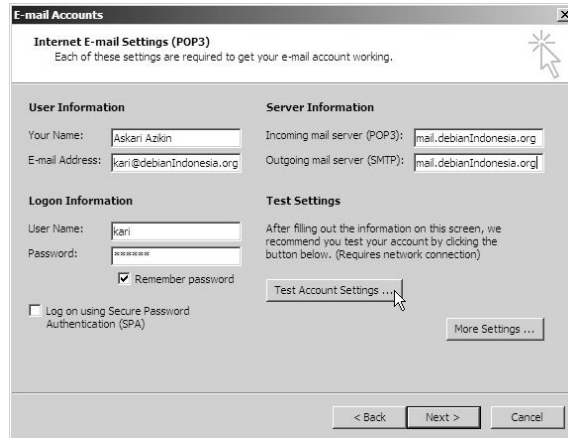 E-mail Accounts
Internet E-mail Settings (POP3)
Each of these settings are required to get your e-mail account working.
User Information
Your Name: Askari Azikin
E-mail Address: kari@debianIndonesia.org
Server Information
Incoming mail server (POP3): mail.debianIndonesia.org
Outgoing mail server (SMTP): mail.debianIndonesia.org
Logon Information
User Name: kari
Password: ******
Remember password
Log on using Secure Password
Authentication (SPA)
Test Settings
After filling out the information on this screen, we
recommend you test your account by clicking the
button below. (Requires network connection)
Test Account Settings ...
More Settings ...
< Back
Next >
Cancel